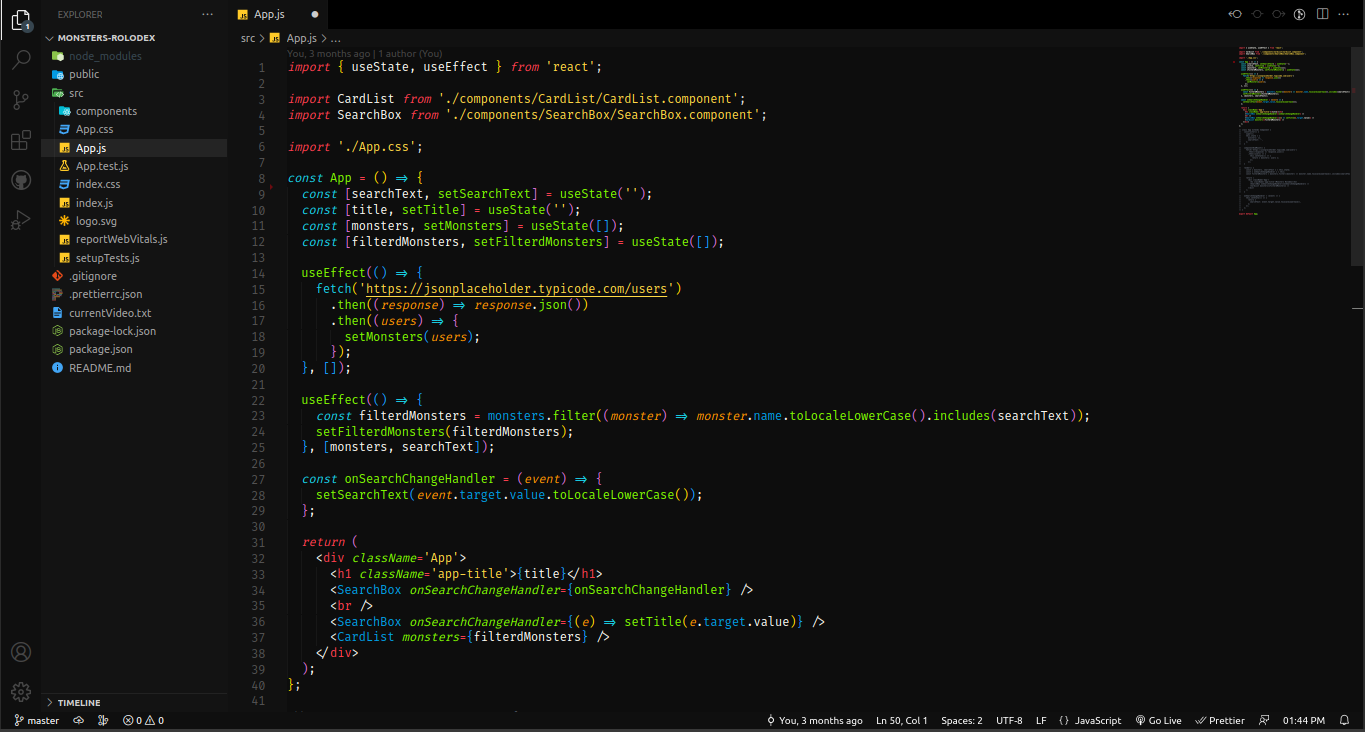 EXPLORER
MONSTERS-ROLODEX
node_modules
public
src
components
App.css
App.js
App.test.js
index.css
index.js
logo.svg
reportWebVitals.js
setupTests.js
.gitignore
.prettierrc.json
currentVideo.txt
package-lock.json
package.json
README.md
TIMELINE
App.js
src > App.js > ...
You, 3 months ago | 1 author (You)
1 import { useState, useEffect } from 'react';
2
3 import CardList from './components/CardList/CardList.component';
4 import SearchBox from './components/SearchBox/SearchBox.component';
5
6 import './App.css';
7
8 const App = () => {
9 const [searchText, setSearchText] = useState('');
10 const [title, setTitle] = useState('');
11 const [monsters, setMonsters] = useState([]);
12 const [filterdMonsters, setFilterdMonsters] = useState([]);
13
14 useEffect(() => {
15 fetch('https://jsonplaceholder.typicode.com/users')
16 .then((response) => response.json())
17 .then((users) => {
18 setMonsters(users);
19 });
20 }, []);
21
22 useEffect(() => {
23 const filterdMonsters = monsters.filter((monster) => monster.name.toLocaleLowerCase().includes(searchText));
24 setFilterdMonsters(filterdMonsters);
25 }, [monsters, searchText]);
26
27 const onSearchChangeHandler = (event) => {
28 setSearchText(event.target.value.toLocaleLowerCase());
29 };
30
31 return (
32 <div className='App'>
33 <h1 className='app-title'>{title}</h1>
34 <SearchBox onSearchChangeHandler={onSearchChangeHandler} />
35 <br />
36 <SearchBox onSearchChangeHandler={(e) => setTitle(e.target.value)} />
37 <CardList monsters={filterdMonsters} />
38 </div>
39 );
40 };
41
master 0 0 You, 3 months ago Ln 50, Col 1 Spaces: 2 UTF-8 LF {} JavaScript Go Live Prettier 01:44 PM